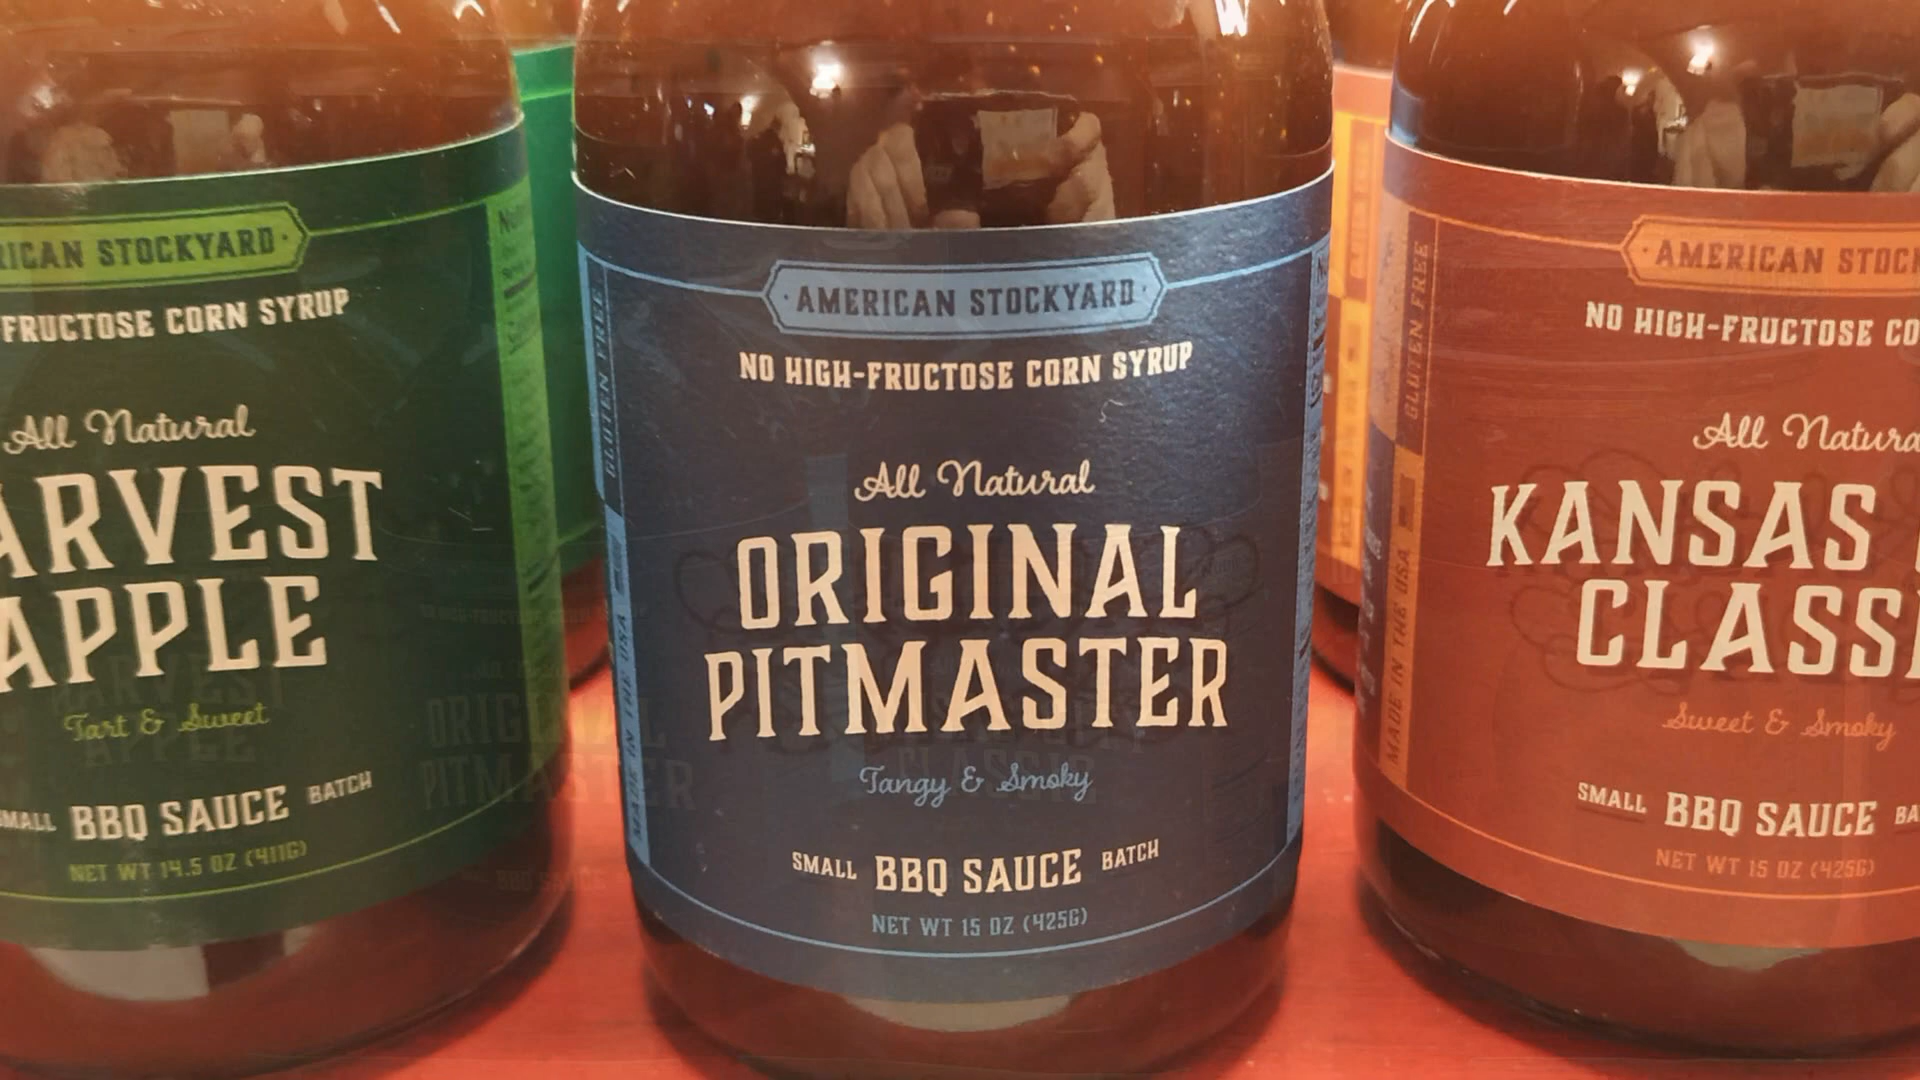 RICAN STOCKYARD
FRUCTOSE CORN SYRUP
All Natural
ARVEST
APPLE
Tart & Sweet
SMALL BBQ SAUCE BATCH
NET WT 14.5 OZ (411G)
GLUTEN FREE
MADE IN THE USA
AMERICAN STOCKYARD
NO HIGH-FRUCTOSE CORN SYRUP
All Natural
ORIGINAL
PITMASTER
Tangy & Smoky
SMALL BBQ SAUCE BATCH
NET WT 15 OZ (425G)
GLUTEN FREE
MADE IN THE USA
AMERICAN STOCK
NO HIGH-FRUCTOSE CO
All Natura
KANSAS
CLASSI
Sweet & Smoky
SMALL BBQ SAUCE BA
NET WT 15 OZ (425G)